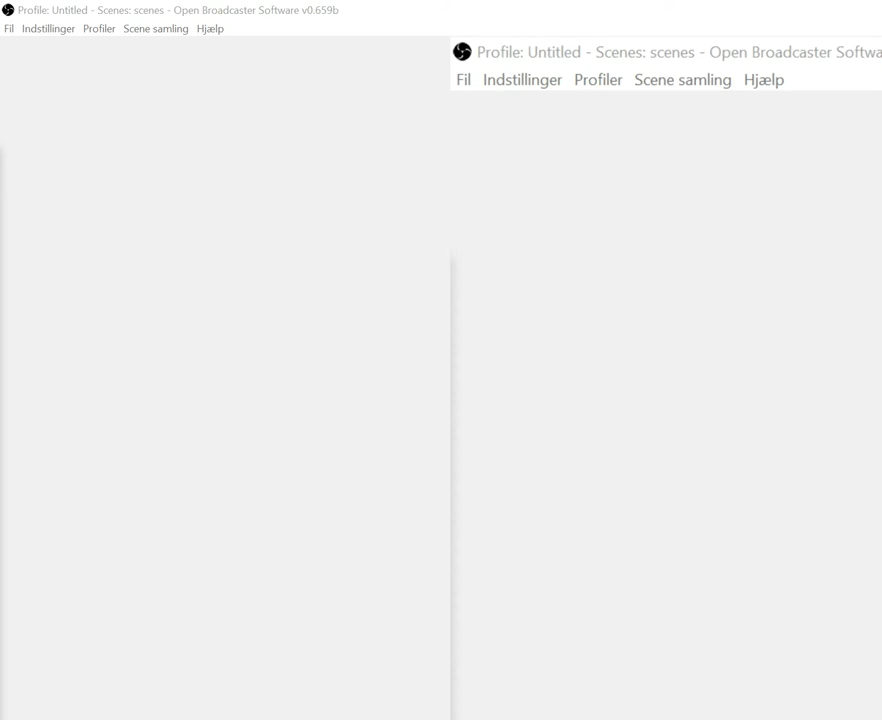 Profile: Untitled - Scenes: scenes - Open Broadcaster Software v0.659b
Fil Indstillinger Profiler Scene samling Hjælp
Profile: Untitled - Scenes: scenes - Open Broadcaster Softwa
Fil Indstillinger Profiler Scene samling Hjælp